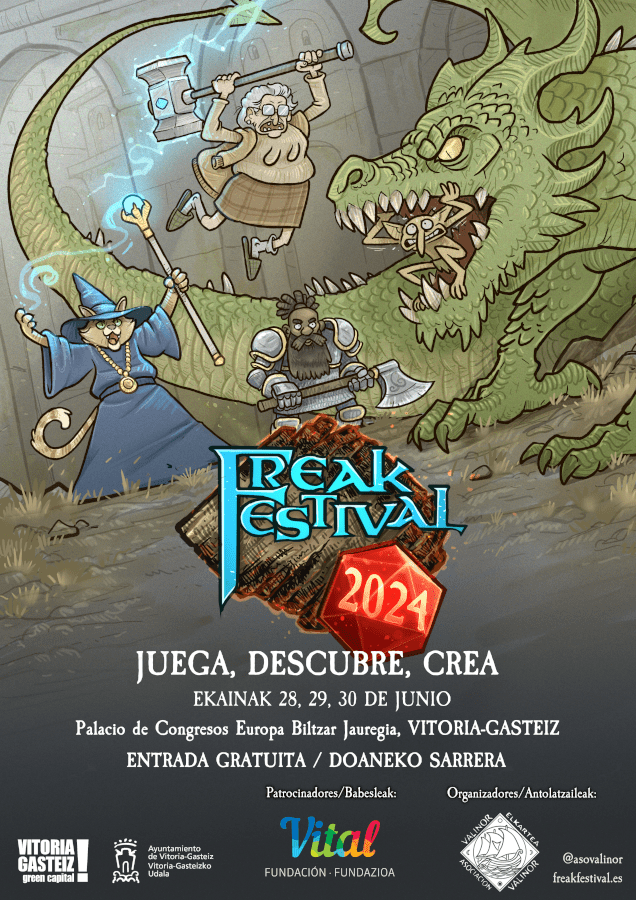 FREAK
FESTIVAL
2024
JUEGA, DESCUBRE, CREA
EKAINAK 28, 29, 30 DE JUNIO
Palacio de Congresos Europa Biltzar Jauregia, VITORIA-GASTEIZ
ENTRADA GRATUITA / DOANEKO SARRERA
Patrocinadores/Babesleak:
Organizadores/Antolatzaileak:
VITORIA
GASTEIZ!
green capital
Ayuntamiento
de Vitoria-Gasteiz
Vitoria-Gasteizko
Udala
Vital
FUNDACIÓN · FUNDAZIOA
VALINOR ELKARTEA
ASOCIACIÓN VALINOR
@asovalinor
freakfestival.es